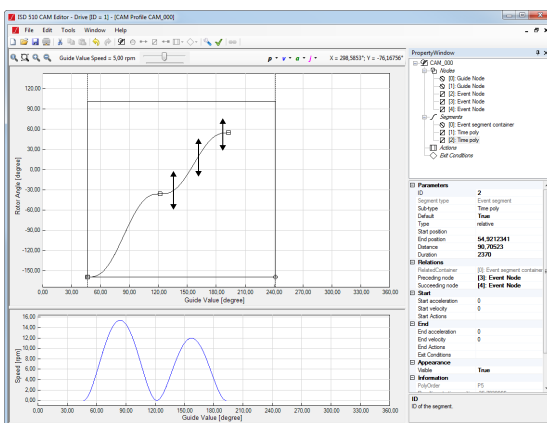 ISD 510 CAM Editor - Drive [ID = 1] - [CAM Profile CAM_000]
File Edit Tools Window Help
Guide Value Speed = 5,00 rpm
p v a j X = 298,5853°; Y = -76,16756°
120,00
90,00
60,00
30,00
0,00
-30,00
-60,00
-90,00
-120,00
-150,00
Rotor Angle [degree]
0,00 30,00 60,00 90,00 120,00 150,00 180,00 210,00 240,00 270,00 300,00 330,00 360,00
Guide Value [degree]
16,00
14,00
12,00
10,00
8,00
6,00
4,00
2,00
0,00
Speed [rpm]
0,00 30,00 60,00 90,00 120,00 150,00 180,00 210,00 240,00 270,00 300,00 330,00 360,00
Guide Value [degree]
PropertyWindow
CAM_000
Nodes
[0]: Guide Node
[1]: Guide Node
[2]: Event Node
[3]: Event Node
[4]: Event Node
Segments
[0]: Event segment container
[1]: Time poly
[2]: Time poly
Actions
Exit Conditions
Parameters
ID 2
Segment type Event segment
Sub-type Time poly
Default True
Type relative
Start position
End position 54,9212341
Distance 90,70523
Duration 2370
Relations
RelatedContainer [0]: Event segment container
Preceding node [3]: Event Node
Succeeding node [4]: Event Node
Start
Start acceleration 0
Start velocity 0
Start Actions
End
End acceleration 0
End velocity 0
End Actions
Exit Conditions
Appearance
Visible True
Information
PolyOrder P5
ID
ID of the segment.